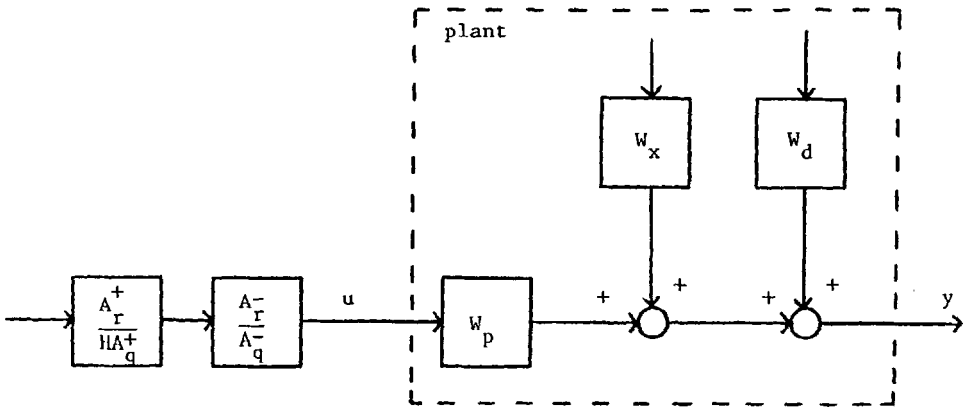 plant
W_x
W_d
A_r^+ / HA_q^+
A_r^- / A_q^-
u
W_p
+
+
+
+
y